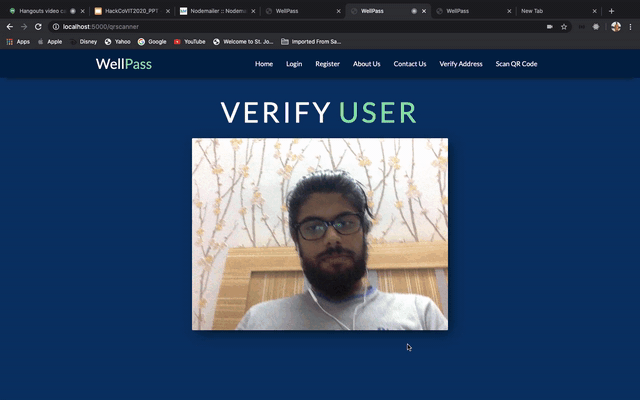 Hangouts video ca
HackCoVIT2020_PPT
Nodemailer :: Nodema
WellPass
WellPass
WellPass
New Tab
localhost:5000/qrscanner
Apps Apple Disney Yahoo Google YouTube Welcome to St. Jo... Imported From Sa...
WellPass
Home Login Register About Us Contact Us Verify Address Scan QR Code
VERIFY USER